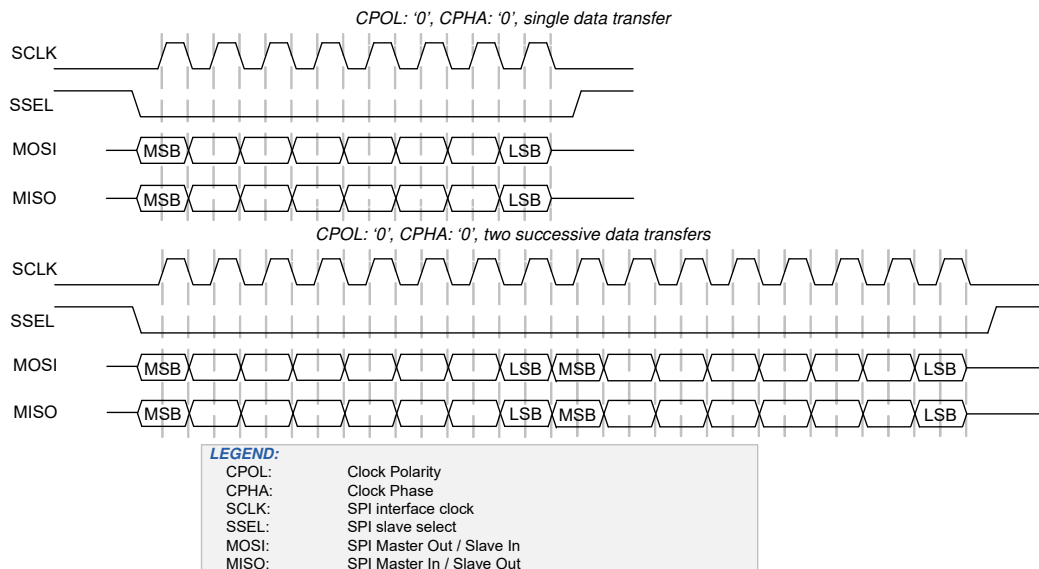 CPOL: ‘0’, CPHA: ‘0’, single data transfer
SCLK
SSEL
MOSI MSB LSB
MISO MSB LSB
CPOL: ‘0’, CPHA: ‘0’, two successive data transfers
SCLK
SSEL
MOSI MSB LSB MSB LSB
MISO MSB LSB MSB LSB
LEGEND:
CPOL: Clock Polarity
CPHA: Clock Phase
SCLK: SPI interface clock
SSEL: SPI slave select
MOSI: SPI Master Out / Slave In
MISO: SPI Master In / Slave Out